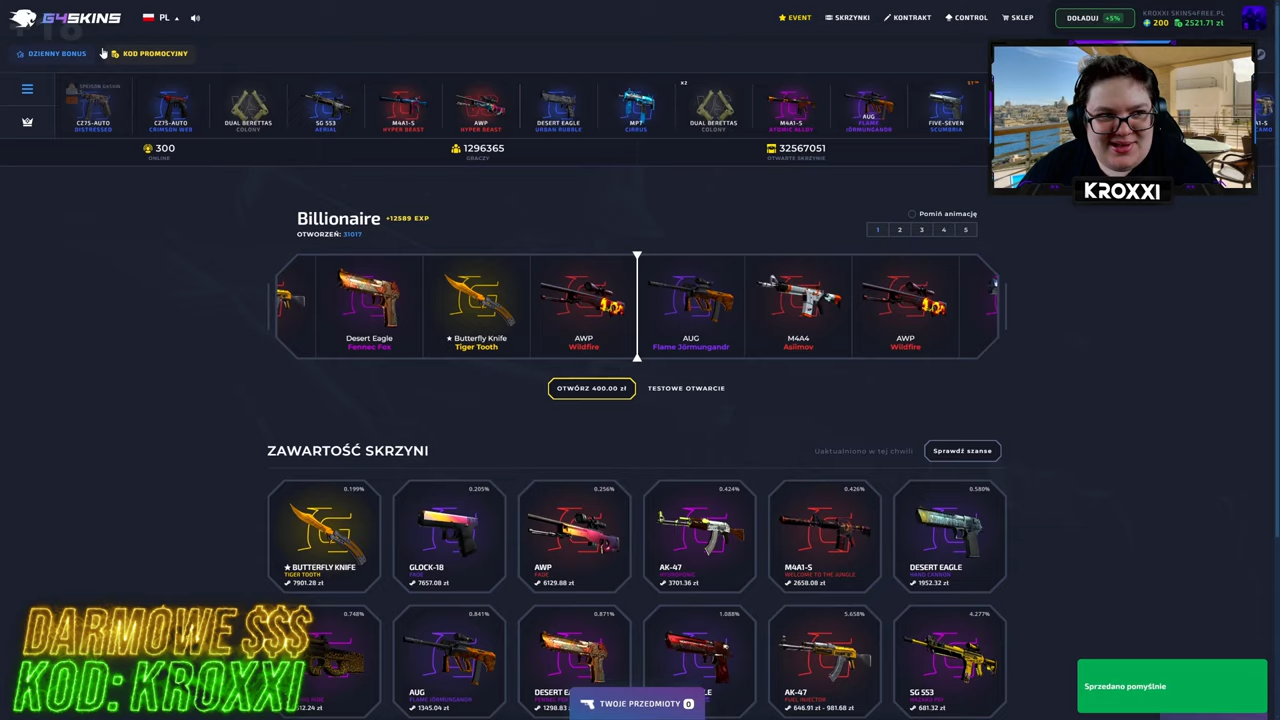 G4SKINS
PL
EVENT
SKRZYNKI
KONTRAKT
CONTROL
SKLEP
DOŁADUJ +5%
KROXXI SKINS4FREE.PL
200 2521.71 zł
+18
DZIENNY BONUS
KOD PROMOCYJNY
CZ75-AUTO
DISTRESSED
CZ75-AUTO
CRIMSON WEB
DUAL BERETTAS
COLONY
SG 553
AERIAL
M4A1-S
HYPER BEAST
AWP
HYPER BEAST
DESERT EAGLE
URBAN RUBBLE
MP7
CIRRUS
X2
DUAL BERETTAS
COLONY
M4A1-S
ATOMIC ALLOY
AUG
FLAME
JÖRMUNGANDR
ST™
FIVE-SEVEN
SCUMBRIA
300
ONLINE
1296365
GRACZY
32567051
OTWARTE SKRZYNIE
KROXXI
Billionaire +12589 EXP
OTWORZEŃ: 31017
Pomiń animację
1 2 3 4 5
Desert Eagle
Fennec Fox
★ Butterfly Knife
Tiger Tooth
AWP
Wildfire
AUG
Flame Jörmungandr
M4A4
Asiimov
AWP
Wildfire
OTWÓRZ 400.00 zł
TESTOWE OTWARCIE
ZAWARTOŚĆ SKRZYNI
Uaktualniono w tej chwili
Sprawdź szanse
0.199%
★ BUTTERFLY KNIFE
TIGER TOOTH
7901.28 zł
0.205%
GLOCK-18
FADE
7657.08 zł
0.256%
AWP
FADE
6129.88 zł
0.424%
AK-47
HYDROPONIC
3701.36 zł
0.426%
M4A1-S
WELCOME TO THE JUNGLE
2658.08 zł
0.580%
DESERT EAGLE
HAND CANNON
1952.32 zł
0.748%
0.841%
AUG
FLAME JÖRMUNGANDR
1345.04 zł
0.871%
1.088%
5.658%
AK-47
FUEL INJECTOR
646.91 zł - 981.68 zł
4.277%
SG 553
681.32 zł
DARMOWE $$$
KOD: KROXXI
TWOJE PRZEDMIOTY 0
Sprzedano pomyślnie